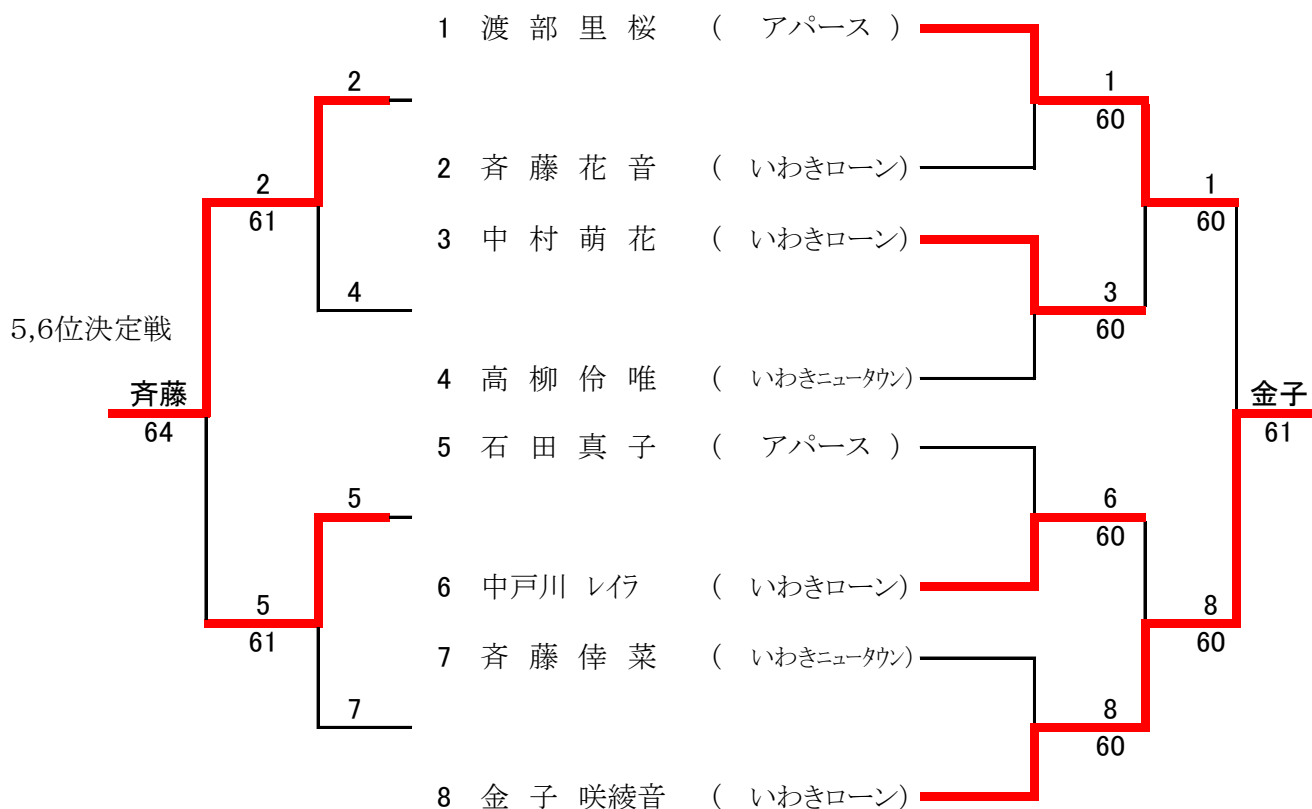 1 渡部里桜 ( アパース )
2 1
60
2 斉藤花音 ( いわきローン)
2 1
61 60
3 中村萌花 ( いわきローン)
4 3
60
5,6位決定戦
4 高柳伶唯 ( いわきニュータウン)
斉藤 金子
64 61
5 石田真子 ( アパース )
5 6
60
6 中戸川 レイラ ( いわきローン)
5 8
61 60
7 斉藤倖菜 ( いわきニュータウン)
7 8
60
8 金子咲綾音 ( いわきローン)